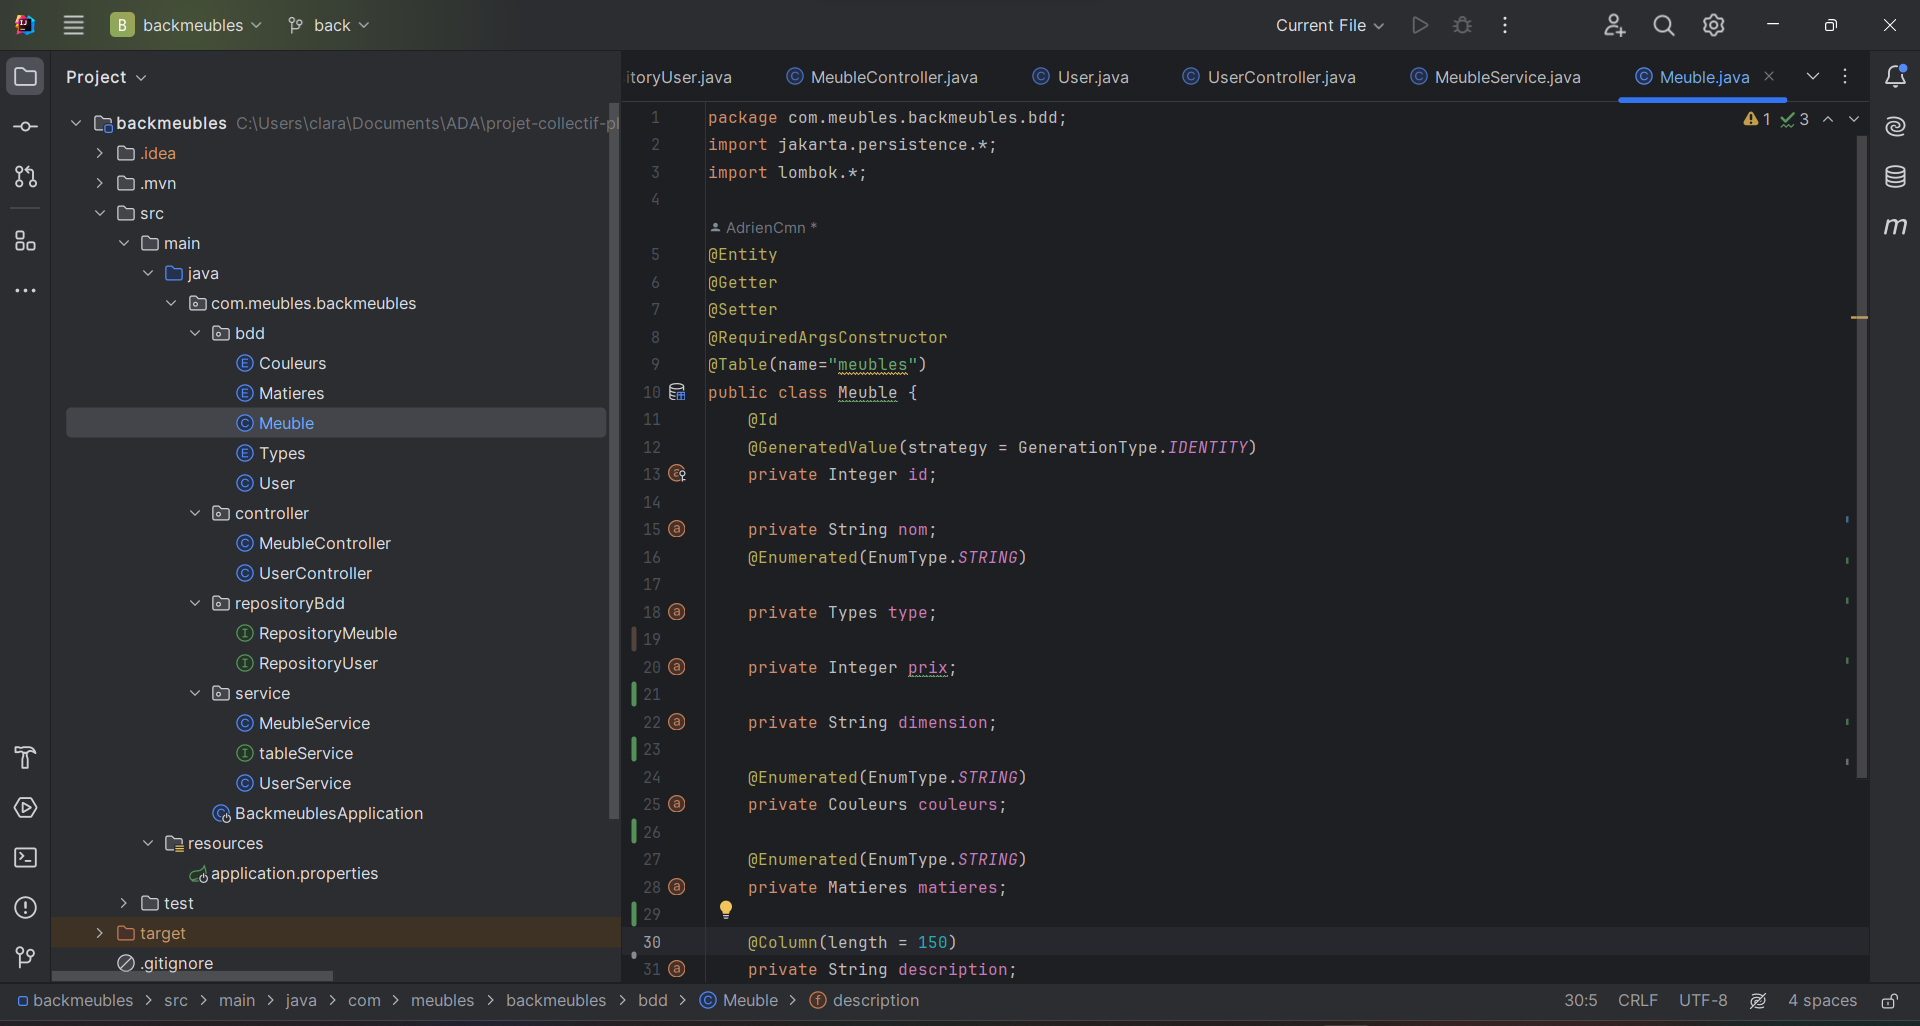 B backmeubles back Current File
Project
backmeubles C:\Users\clara\Documents\ADA\projet-collectif-pl
.idea
.mvn
src
main
java
com.meubles.backmeubles
bdd
Couleurs
Matieres
Meuble
Types
User
controller
MeubleController
UserController
repositoryBdd
RepositoryMeuble
RepositoryUser
service
MeubleService
tableService
UserService
BackmeublesApplication
resources
application.properties
test
target
.gitignore
itoryUser.java MeubleController.java User.java UserController.java MeubleService.java Meuble.java
1 3
1 package com.meubles.backmeubles.bdd;
2 import jakarta.persistence.*;
3 import lombok.*;
4
AdrienCmn *
5 @Entity
6 @Getter
7 @Setter
8 @RequiredArgsConstructor
9 @Table(name="meubles")
10 public class Meuble {
11 @Id
12 @GeneratedValue(strategy = GenerationType.IDENTITY)
13 private Integer id;
14
15 private String nom;
16 @Enumerated(EnumType.STRING)
17
18 private Types type;
19
20 private Integer prix;
21
22 private String dimension;
23
24 @Enumerated(EnumType.STRING)
25 private Couleurs couleurs;
26
27 @Enumerated(EnumType.STRING)
28 private Matieres matieres;
29
30 @Column(length = 150)
31 private String description;
backmeubles > src > main > java > com > meubles > backmeubles > bdd > Meuble > description 30:5 CRLF UTF-8 4 spaces